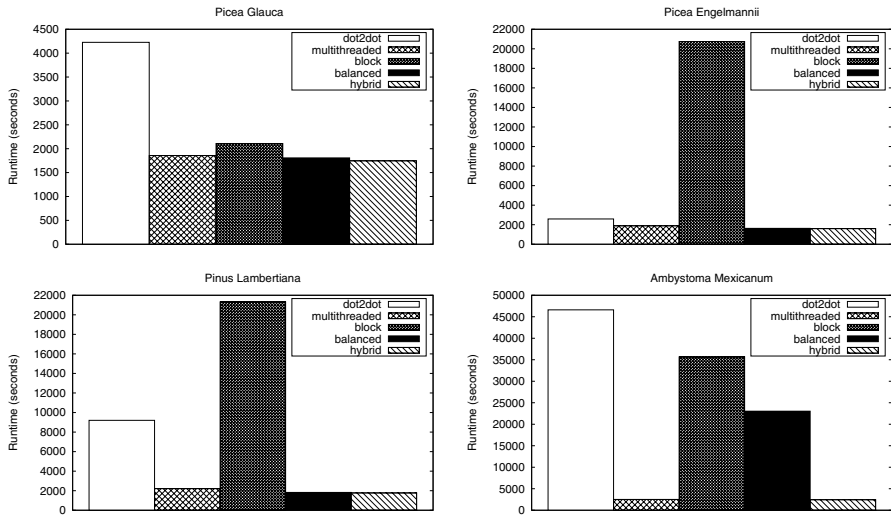 Picea Glauca
Runtime (seconds)
4500
4000
3500
3000
2500
2000
1500
1000
500
0
dot2dot
multithreaded
block
balanced
hybrid
Picea Engelmannii
Runtime (seconds)
22000
20000
18000
16000
14000
12000
10000
8000
6000
4000
2000
0
dot2dot
multithreaded
block
balanced
hybrid
Pinus Lambertiana
Runtime (seconds)
22000
20000
18000
16000
14000
12000
10000
8000
6000
4000
2000
0
dot2dot
multithreaded
block
balanced
hybrid
Ambystoma Mexicanum
Runtime (seconds)
50000
45000
40000
35000
30000
25000
20000
15000
10000
5000
0
dot2dot
multithreaded
block
balanced
hybrid